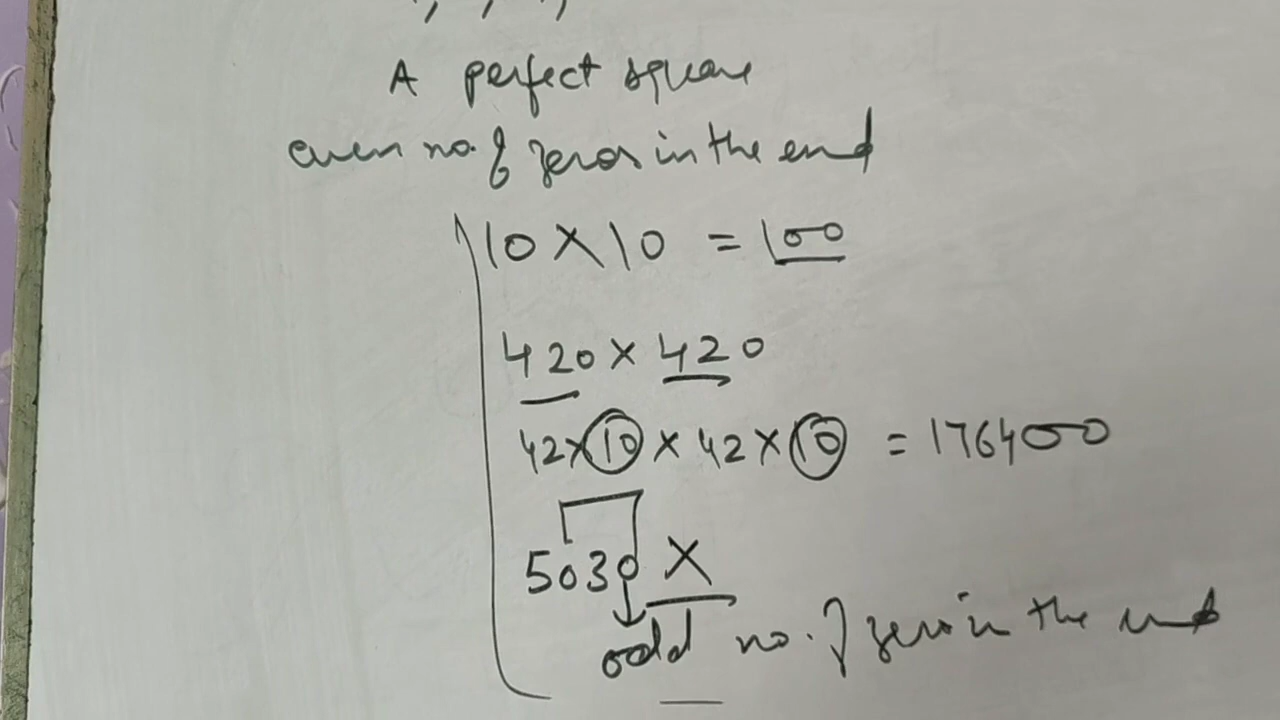 A perfect square
even no. of zeros in the end
10 × 10 = 100
420 × 420
42 × 10 × 42 × 10 = 176400
5030 ×
odd no. of zero in the end